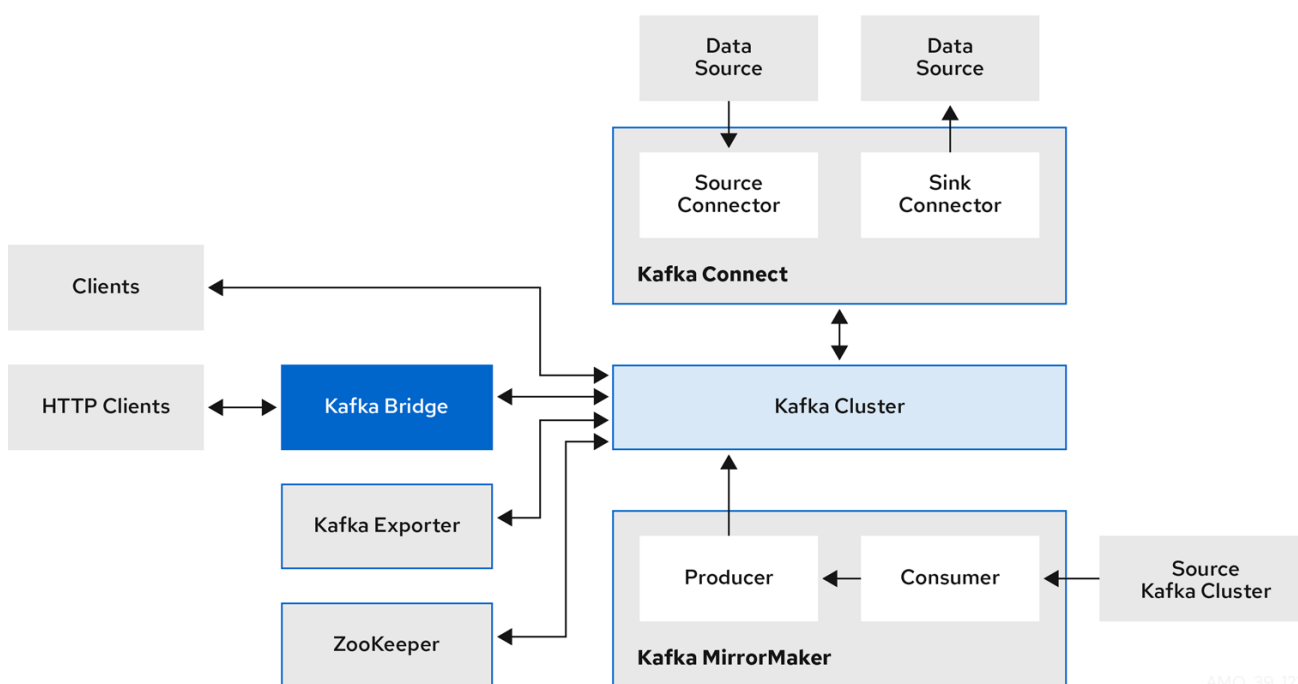 Data
Source
Data
Source
Source
Connector
Sink
Connector
Kafka Connect
Clients
HTTP Clients
Kafka Bridge
Kafka Cluster
Kafka Exporter
Producer
Consumer
Source
Kafka Cluster
ZooKeeper
Kafka MirrorMaker